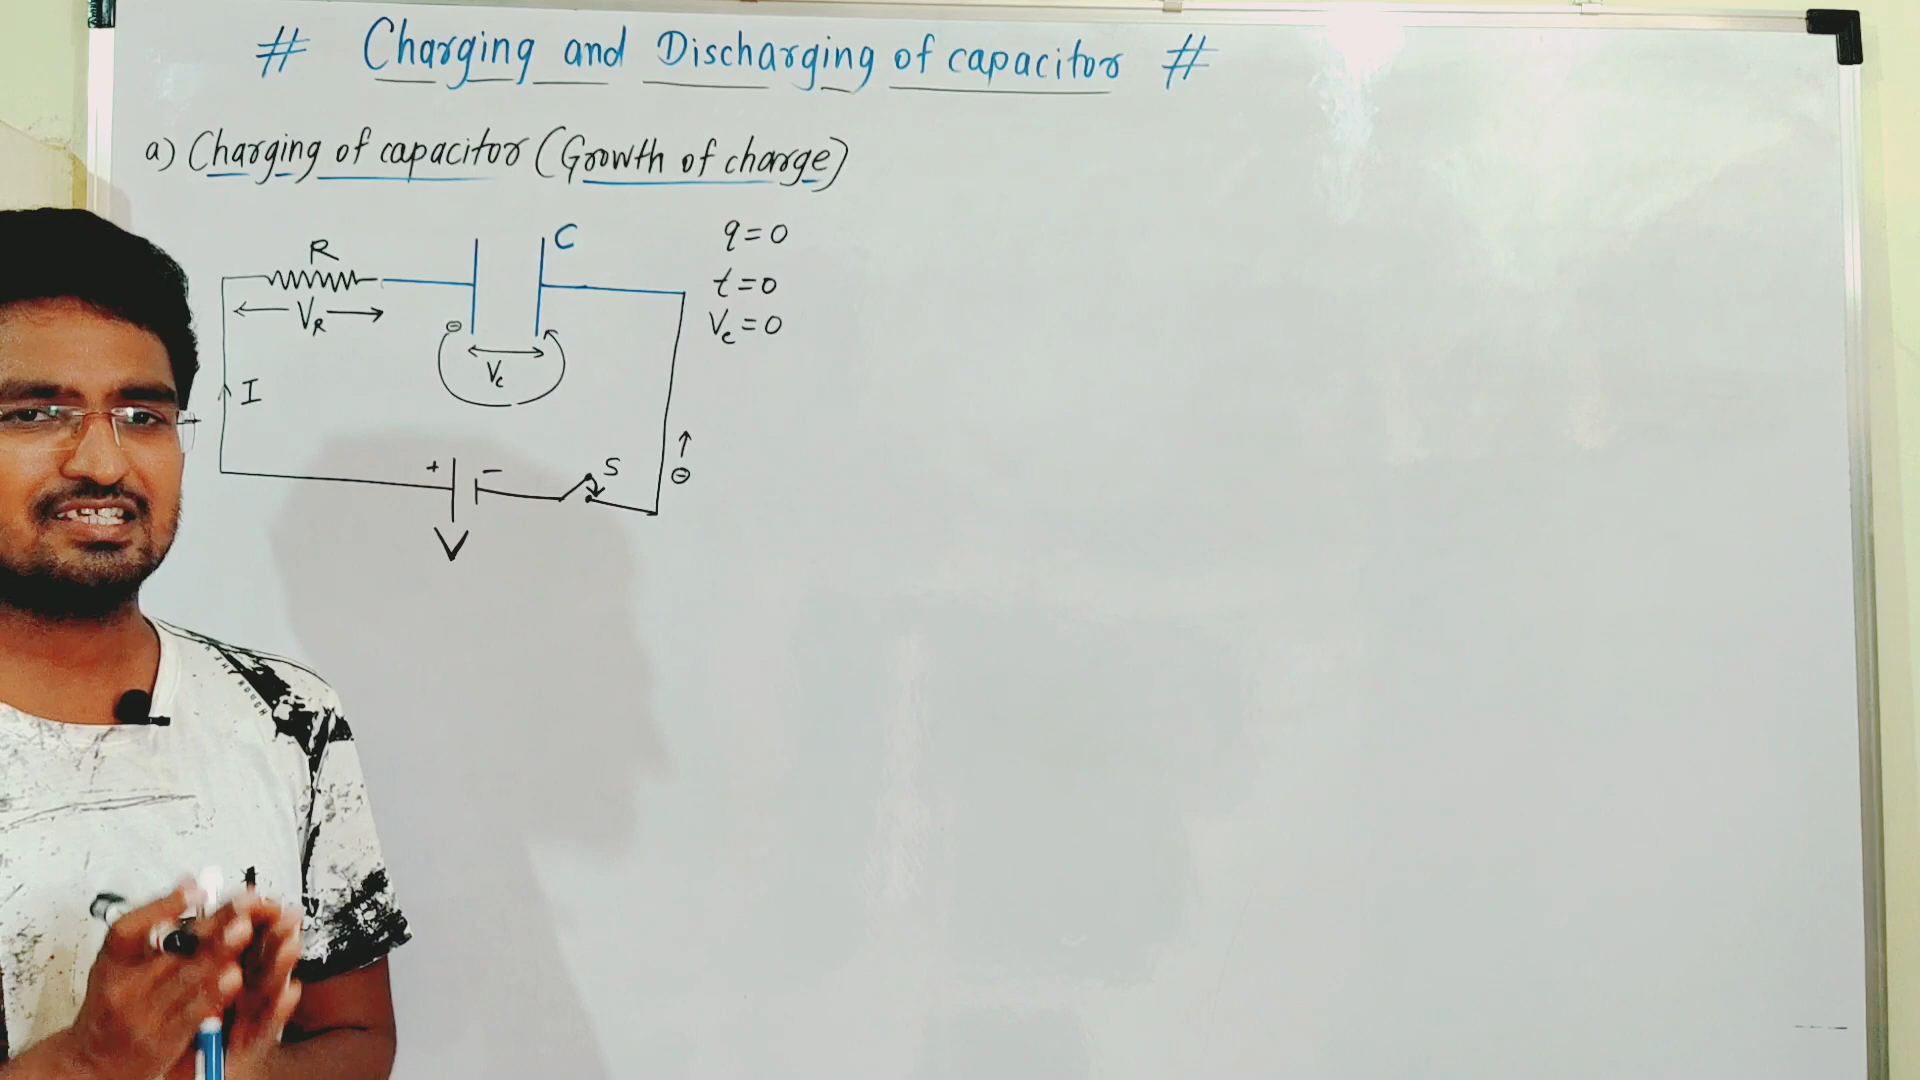 # Charging and Discharging of capacitor #
a) Charging of capacitor (Growth of charge)
R
C
q=0
VR
t=0
Vc=0
Vc
I
+ −
S
⊖
⊖
V